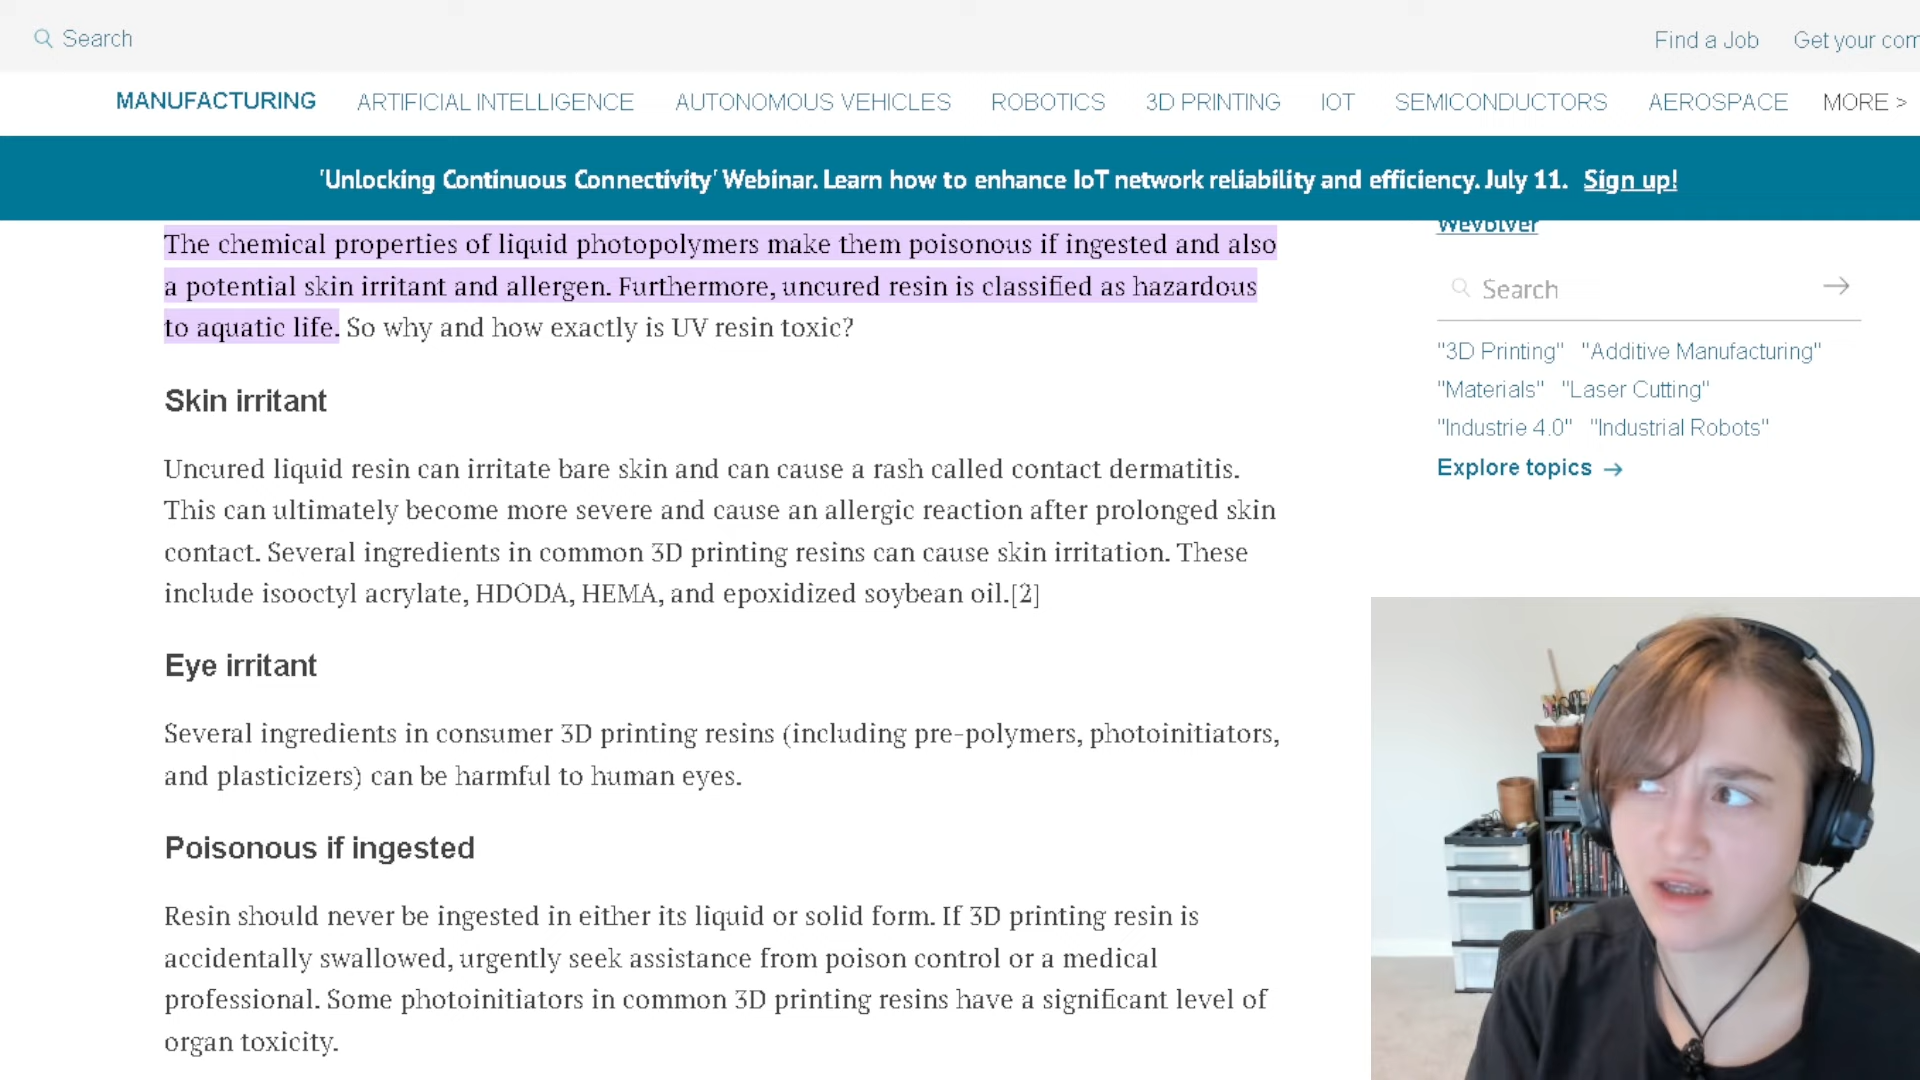 Search
Find a Job Get your com
MANUFACTURING ARTIFICIAL INTELLIGENCE AUTONOMOUS VEHICLES ROBOTICS 3D PRINTING IOT SEMICONDUCTORS AEROSPACE MORE >
'Unlocking Continuous Connectivity' Webinar. Learn how to enhance IoT network reliability and efficiency. July 11. Sign up!
The chemical properties of liquid photopolymers make them poisonous if ingested and also
a potential skin irritant and allergen. Furthermore, uncured resin is classified as hazardous
to aquatic life. So why and how exactly is UV resin toxic?
Skin irritant
Uncured liquid resin can irritate bare skin and can cause a rash called contact dermatitis.
This can ultimately become more severe and cause an allergic reaction after prolonged skin
contact. Several ingredients in common 3D printing resins can cause skin irritation. These
include isooctyl acrylate, HDODA, HEMA, and epoxidized soybean oil.[2]
Eye irritant
Several ingredients in consumer 3D printing resins (including pre-polymers, photoinitiators,
and plasticizers) can be harmful to human eyes.
Poisonous if ingested
Resin should never be ingested in either its liquid or solid form. If 3D printing resin is
accidentally swallowed, urgently seek assistance from poison control or a medical
professional. Some photoinitiators in common 3D printing resins have a significant level of
organ toxicity.
Wevolver
Search →
"3D Printing" "Additive Manufacturing"
"Materials" "Laser Cutting"
"Industrie 4.0" "Industrial Robots"
Explore topics →